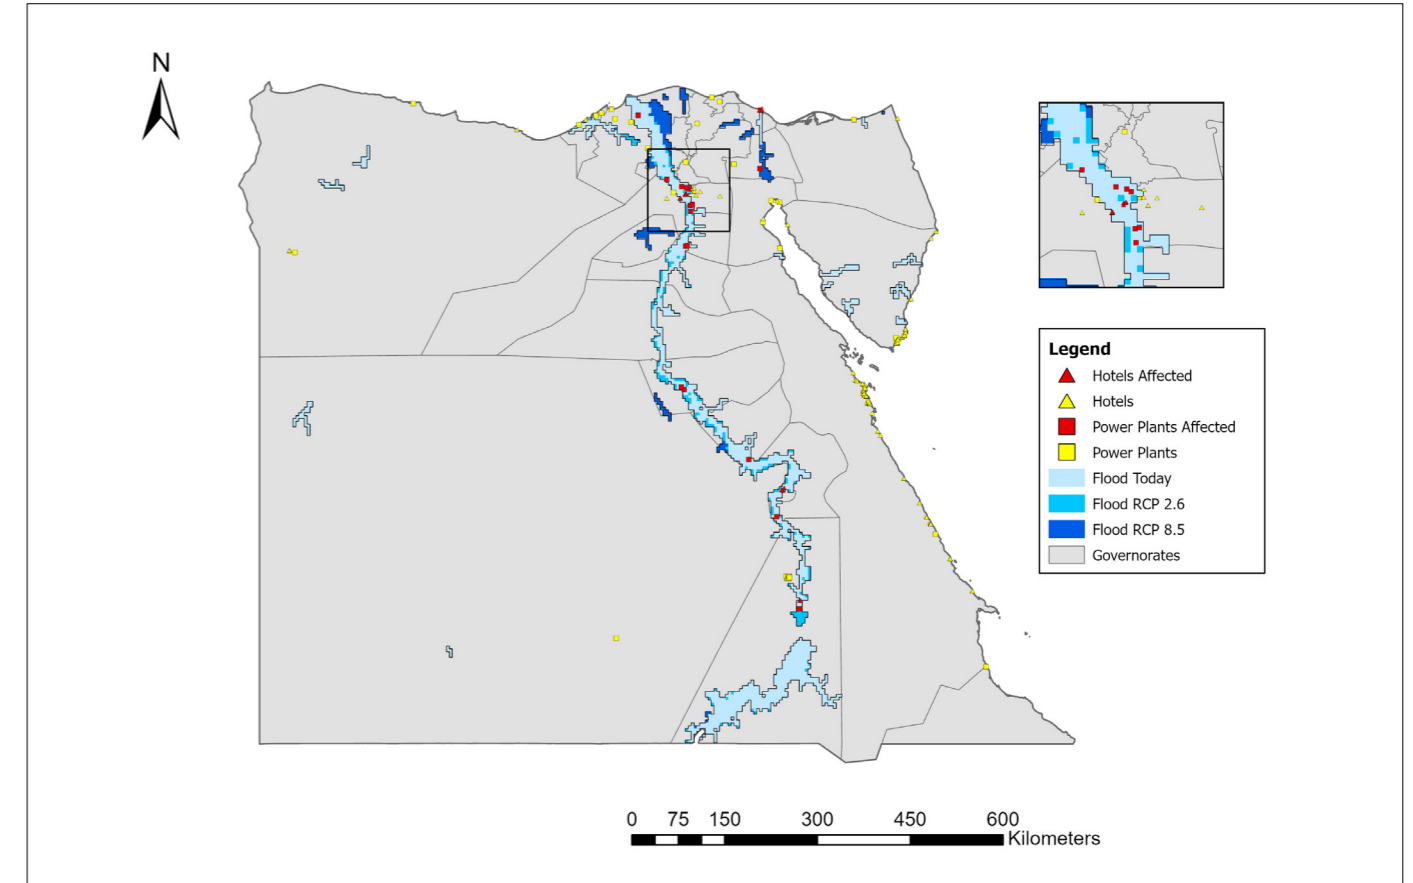 N
Legend
Hotels Affected
Hotels
Power Plants Affected
Power Plants
Flood Today
Flood RCP 2.6
Flood RCP 8.5
Governorates
0 75 150 300 450 600
Kilometers